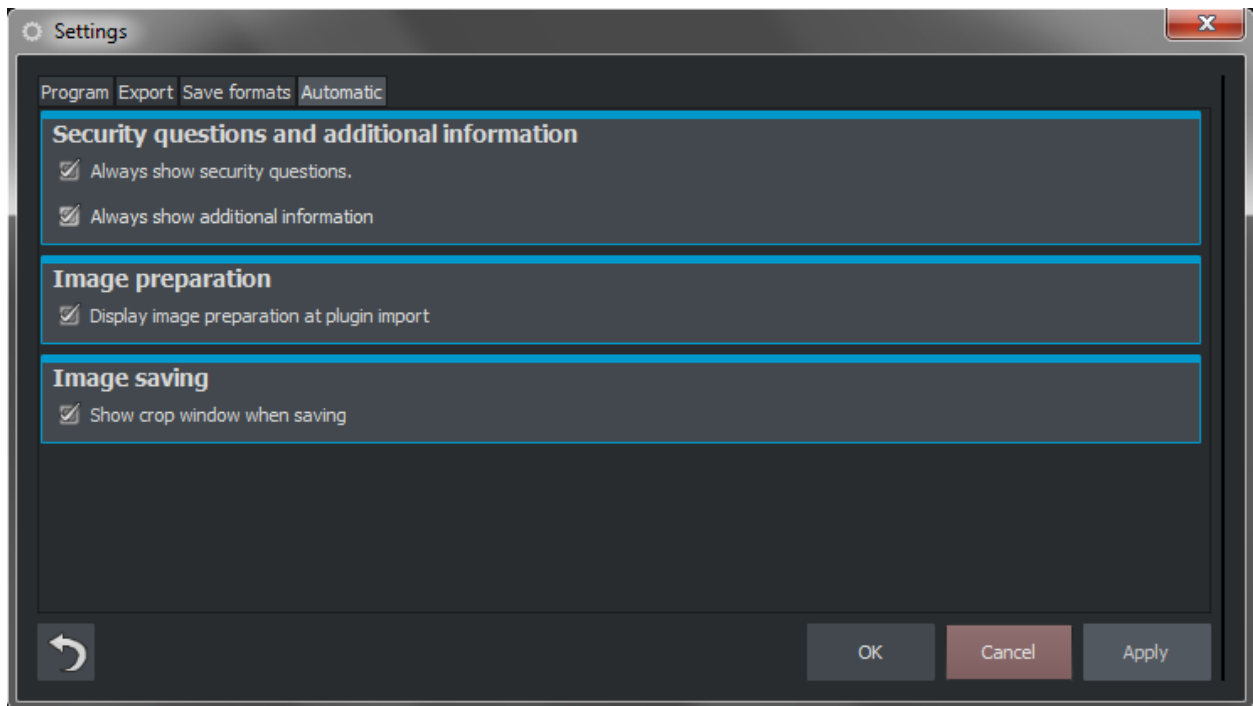 Settings
Program Export Save formats Automatic
Security questions and additional information
Always show security questions.
Always show additional information
Image preparation
Display image preparation at plugin import
Image saving
Show crop window when saving
OK Cancel Apply